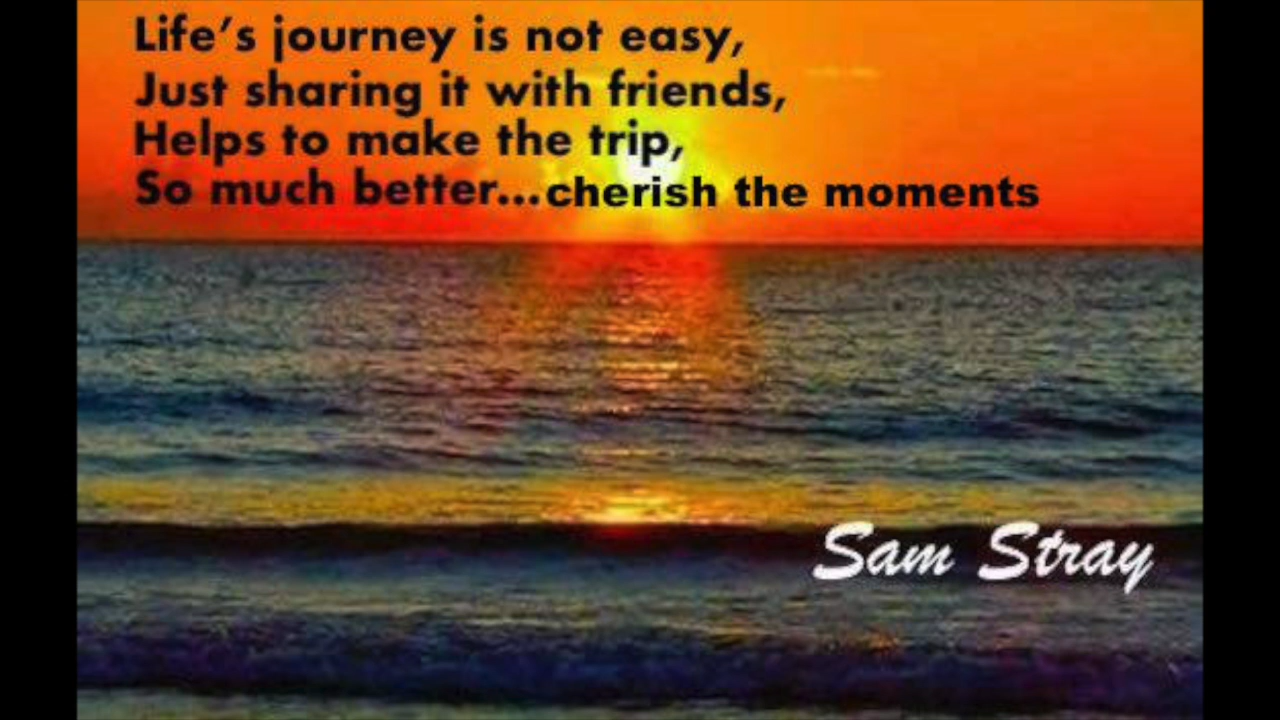 Life's journey is not easy,
Just sharing it with friends,
Helps to make the trip,
So much better...cherish the moments
Sam Stray